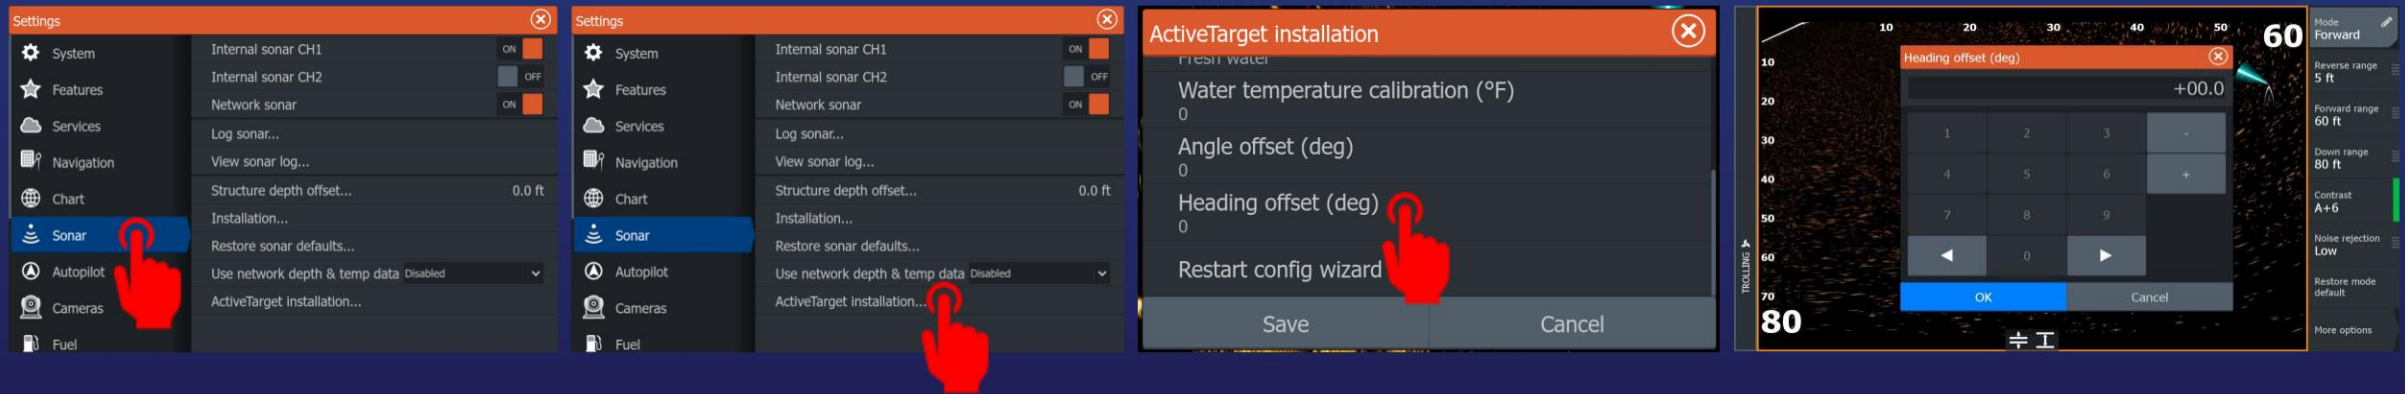 Settings
System
Features
Services
Navigation
Chart
Sonar
Autopilot
Cameras
Fuel
Internal sonar CH1 ON
Internal sonar CH2 OFF
Network sonar ON
Log sonar...
View sonar log...
Structure depth offset... 0.0 ft
Installation...
Restore sonar defaults...
Use network depth & temp data Disabled
ActiveTarget installation...
Settings
System
Features
Services
Navigation
Chart
Sonar
Autopilot
Cameras
Fuel
Internal sonar CH1 ON
Internal sonar CH2 OFF
Network sonar ON
Log sonar...
View sonar log...
Structure depth offset... 0.0 ft
Installation...
Restore sonar defaults...
Use network depth & temp data Disabled
ActiveTarget installation...
ActiveTarget installation
Fresh water
Water temperature calibration (°F)
0
Angle offset (deg)
0
Heading offset (deg)
0
Restart config wizard
Save Cancel
TROLLING
10 20 30 40 50 60
10
20
30
40
50
60
70
80
Heading offset (deg)
+00.0
1 2 3 -
4 5 6 +
7 8 9
0
OK Cancel
Mode
Forward
Reverse range
5 ft
Forward range
60 ft
Down range
80 ft
Contrast
A+6
Noise rejection
Low
Restore mode
default
More options